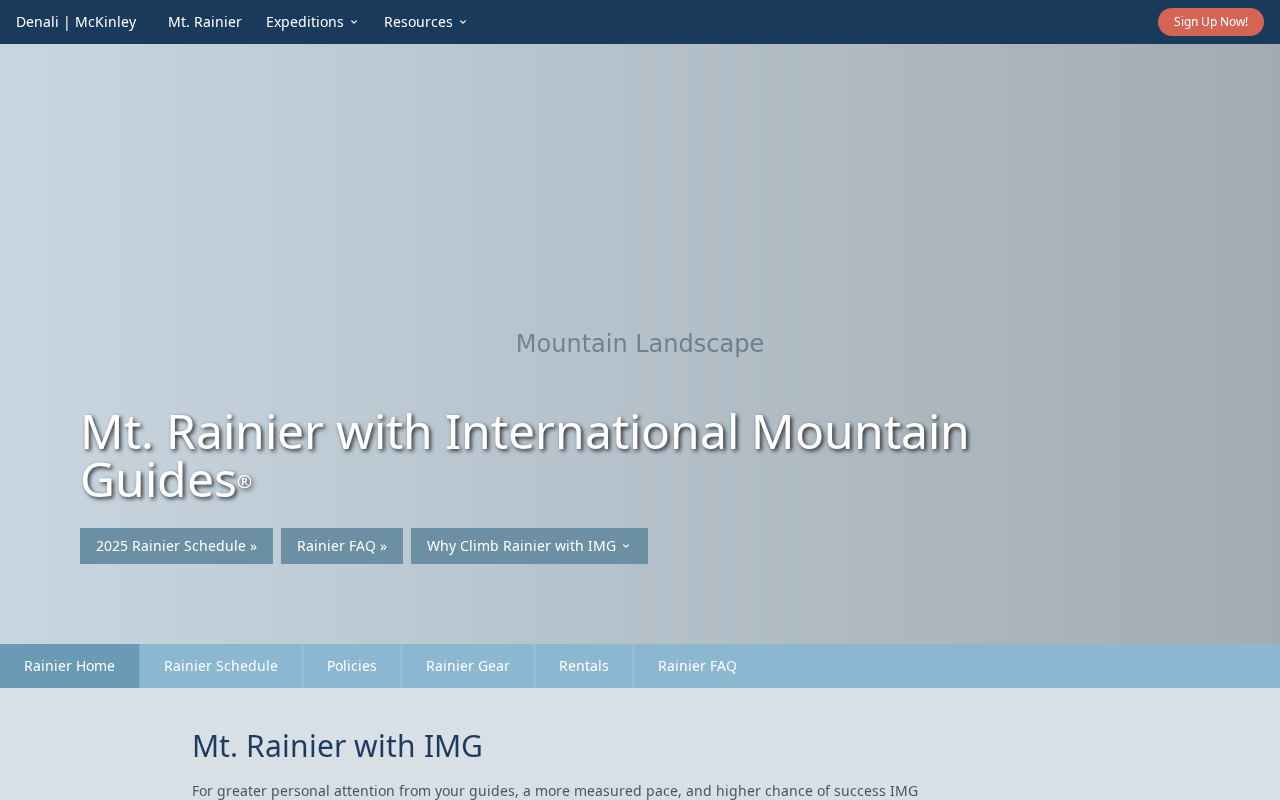 Denali | McKinley Mt. Rainier Expeditions Resources Sign Up Now!
Mountain Landscape
Mt. Rainier with International Mountain
Guides®
2025 Rainier Schedule » Rainier FAQ » Why Climb Rainier with IMG
Rainier Home Rainier Schedule Policies Rainier Gear Rentals Rainier FAQ
Mt. Rainier with IMG
For greater personal attention from your guides, a more measured pace, and higher chance of success IMG